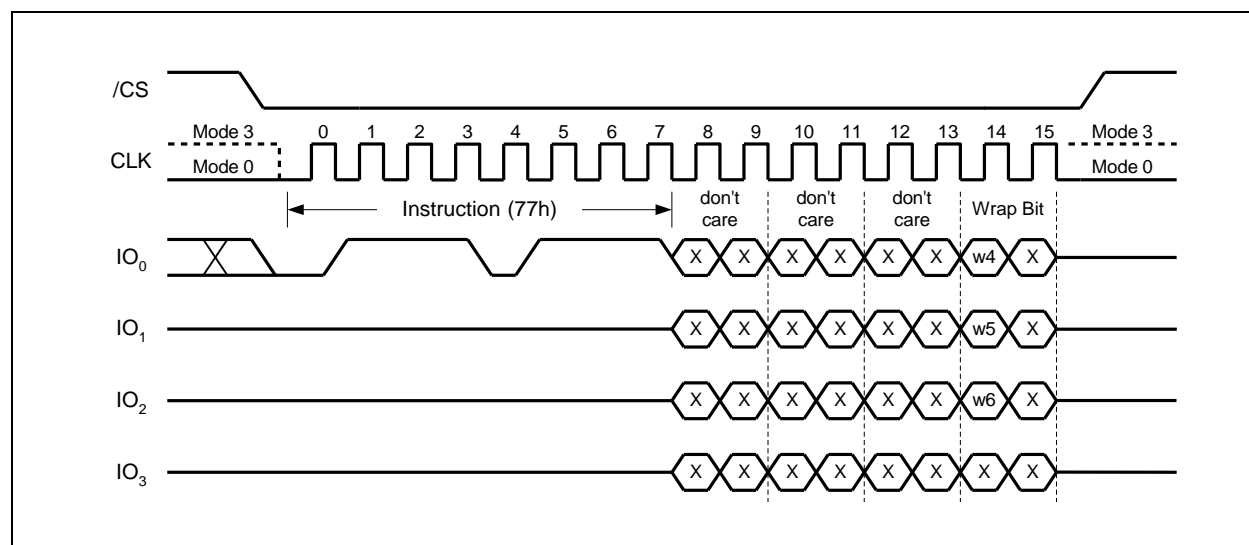 /CS
Mode 3 0 1 2 3 4 5 6 7 8 9 10 11 12 13 14 15 Mode 3
CLK Mode 0 Mode 0
Instruction (77h) don't care don't care don't care Wrap Bit
IO0 X X X X X X w4 X
IO1 X X X X X X w5 X
IO2 X X X X X X w6 X
IO3 X X X X X X X X